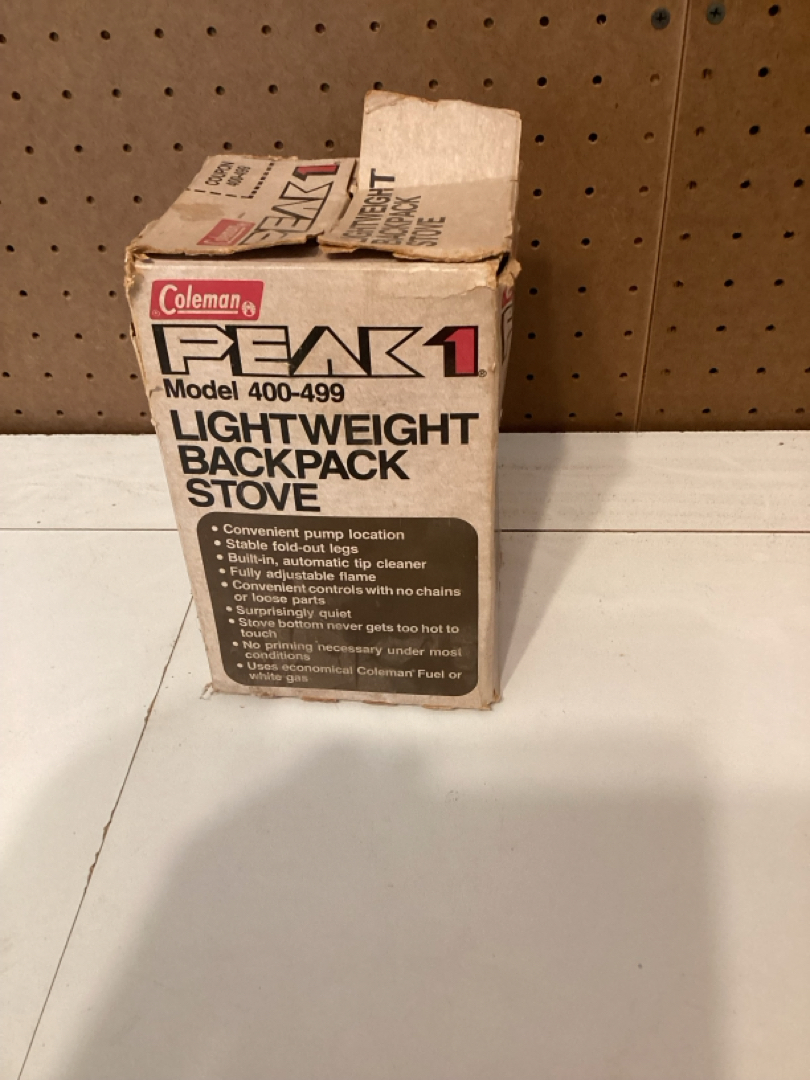 COUPON
400-499
Coleman
PEAK 1
LIGHTWEIGHT
BACKPACK
STOVE
Coleman
PEAK 1®
Model 400-499
LIGHTWEIGHT
BACKPACK
STOVE
• Convenient pump location
• Stable fold-out legs
• Built-in, automatic tip cleaner
• Fully adjustable flame
• Convenient controls with no chains
or loose parts
• Surprisingly quiet
• Stove bottom never gets too hot to
touch
• No priming necessary under most
conditions
• Uses economical Coleman® Fuel or
white gas